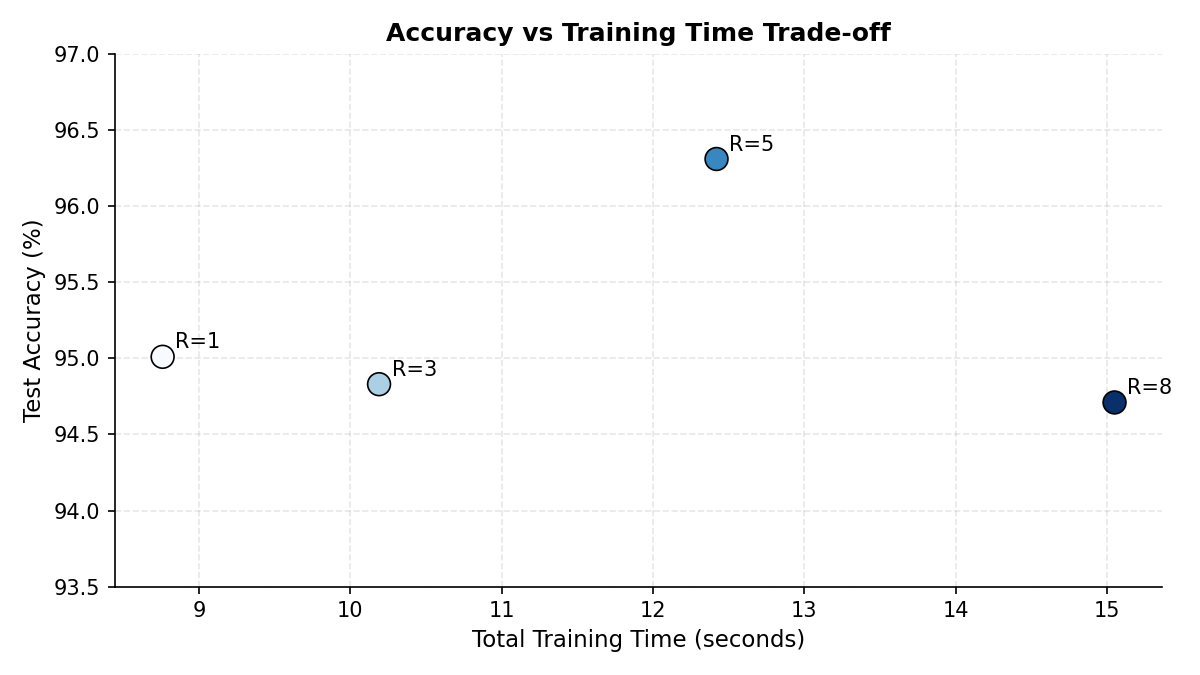 Accuracy vs Training Time Trade-off
97.0
96.5
96.0
95.5
95.0
94.5
94.0
93.5
Test Accuracy (%)
R=5
R=1
R=3
R=8
9 10 11 12 13 14 15
Total Training Time (seconds)